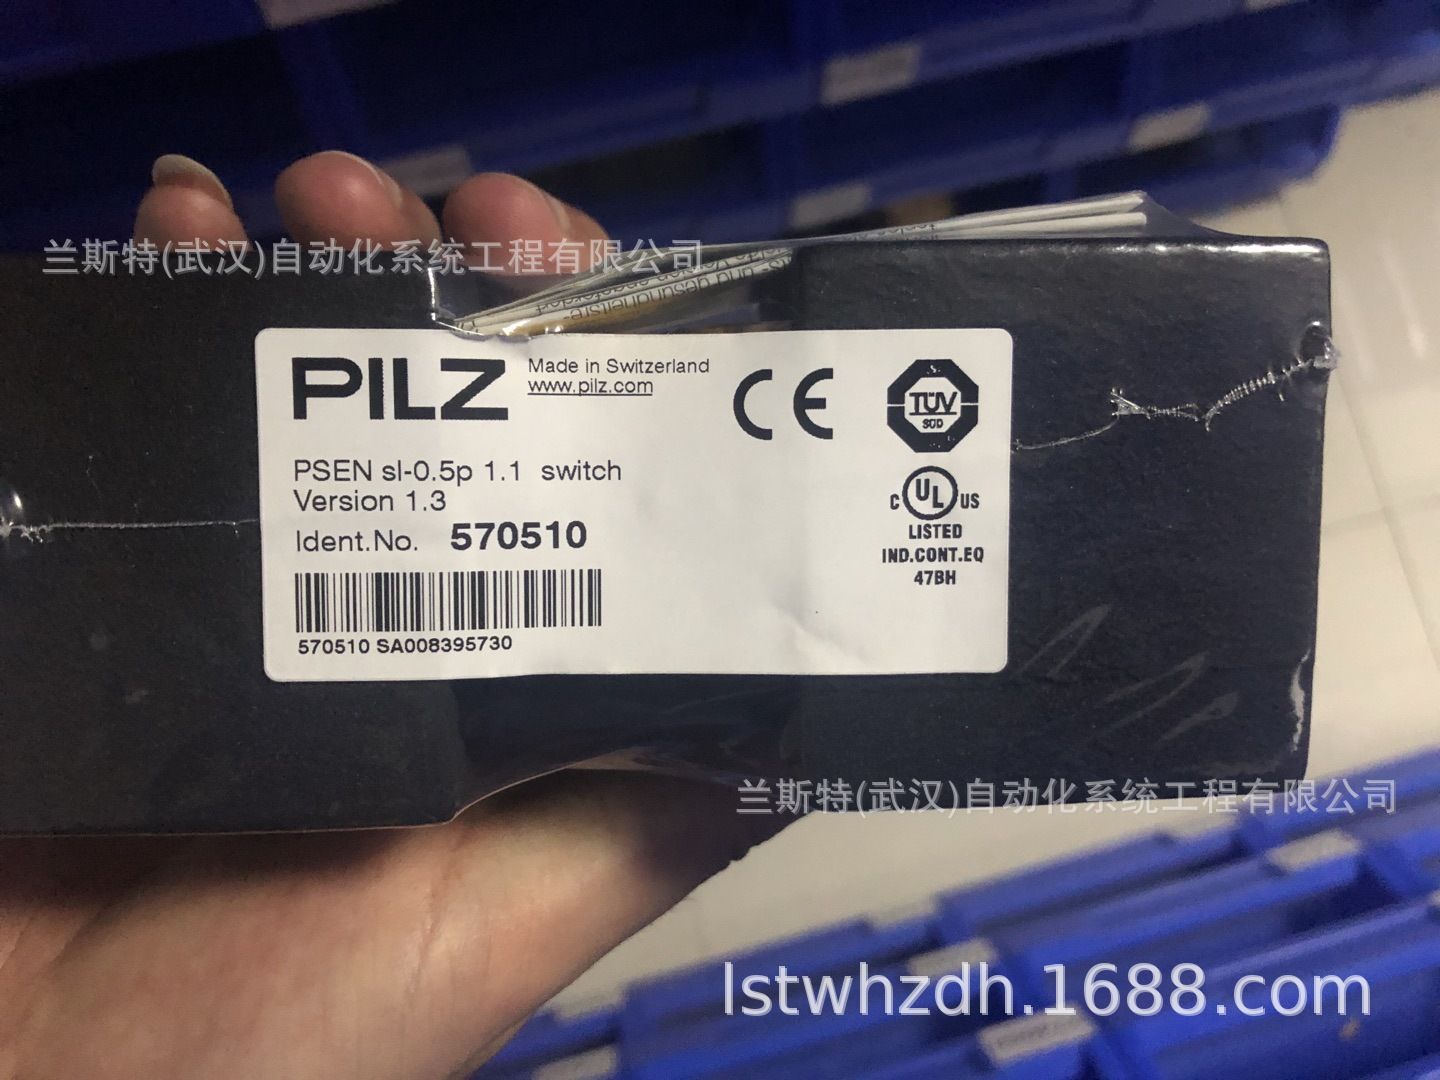 兰斯特(武汉)自动化系统工程有限公司
PILZ
Made in Switzerland
www.pilz.com
CE
TÜV
SÜD
PSEN sl-0.5p 1.1 switch
Version 1.3
Ident.No. 570510
C UL US
LISTED
IND.CONT.EQ
47BH
570510 SA008395730
兰斯特(武汉)自动化系统工程有限公司
lstwhzdh.1688.com